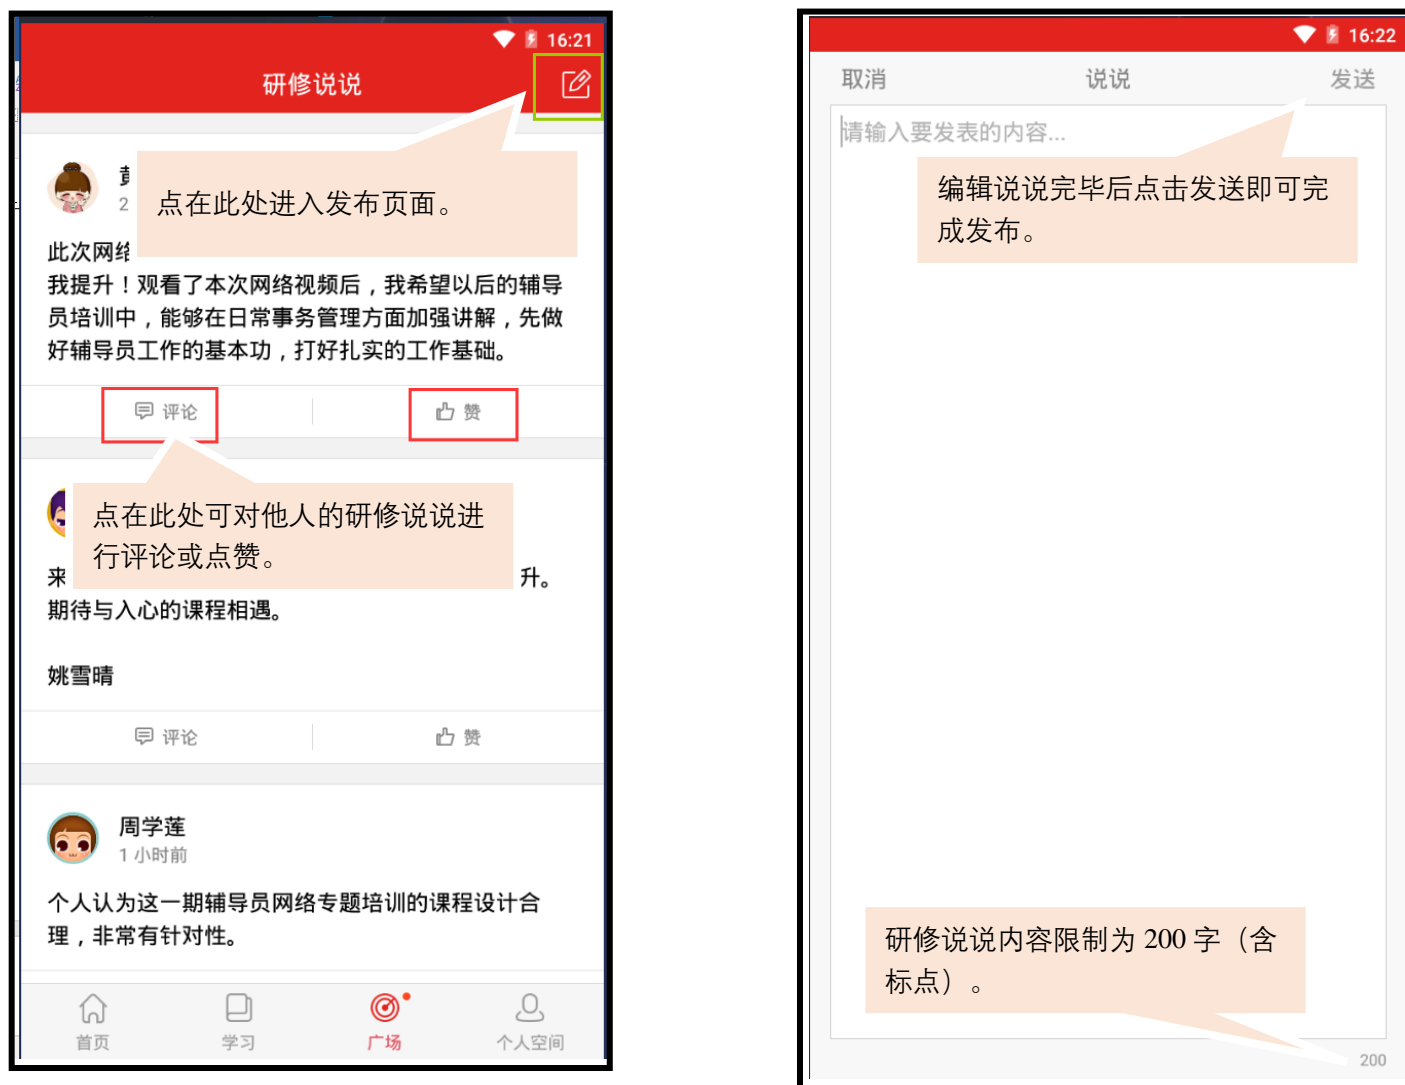 16:21
研修说说
点在此处进入发布页面。
2
此次网络
我提升！观看了本次网络视频后，我希望以后的辅导
员培训中，能够在日常事务管理方面加强讲解，先做
好辅导员工作的基本功，打好扎实的工作基础。
评论
赞
点在此处可对他人的研修说说进
行评论或点赞。
来
升。
期待与入心的课程相遇。
姚雪晴
评论
赞
周学莲
1 小时前
个人认为这一期辅导员网络专题培训的课程设计合
理，非常有针对性。
首页
学习
广场
个人空间
16:22
取消
说说
发送
请输入要发表的内容...
编辑说说完毕后点击发送即可完
成发布。
研修说说内容限制为 200 字（含
标点）。
200